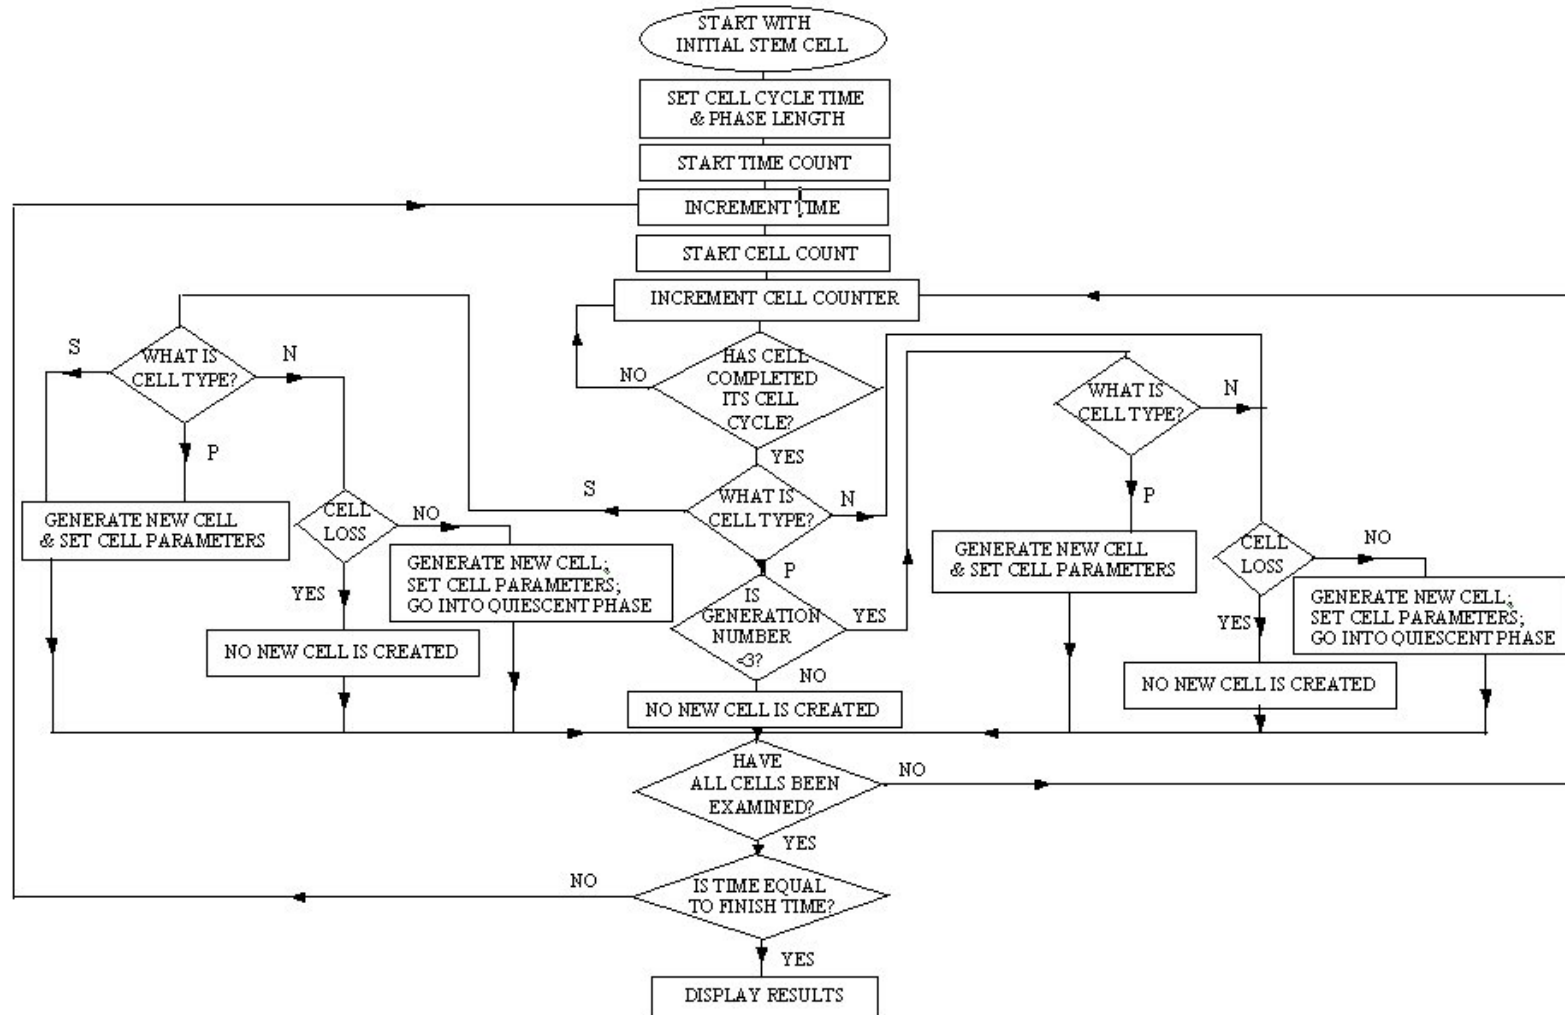 START WITH
INITIAL STEM CELL
SET CELL CYCLE TIME
& PHASE LENGTH
START TIME COUNT
INCREMENT TIME
START CELL COUNT
INCREMENT CELL COUNTER
HAS CELL
COMPLETED
ITS CELL
CYCLE?
NO
YES
WHAT IS
CELL TYPE?
S
N
P
WHAT IS
CELL TYPE?
S
N
P
GENERATE NEW CELL
& SET CELL PARAMETERS
CELL
LOSS
NO
YES
GENERATE NEW CELL;
SET CELL PARAMETERS;
GO INTO QUIESCENT PHASE
NO NEW CELL IS CREATED
IS
GENERATION
NUMBER
<3?
YES
NO
NO NEW CELL IS CREATED
WHAT IS
CELL TYPE?
N
P
GENERATE NEW CELL
& SET CELL PARAMETERS
CELL
LOSS
NO
YES
GENERATE NEW CELL;
SET CELL PARAMETERS;
GO INTO QUIESCENT PHASE
NO NEW CELL IS CREATED
HAVE
ALL CELLS BEEN
EXAMINED?
NO
YES
IS TIME EQUAL
TO FINISH TIME?
NO
YES
DISPLAY RESULTS